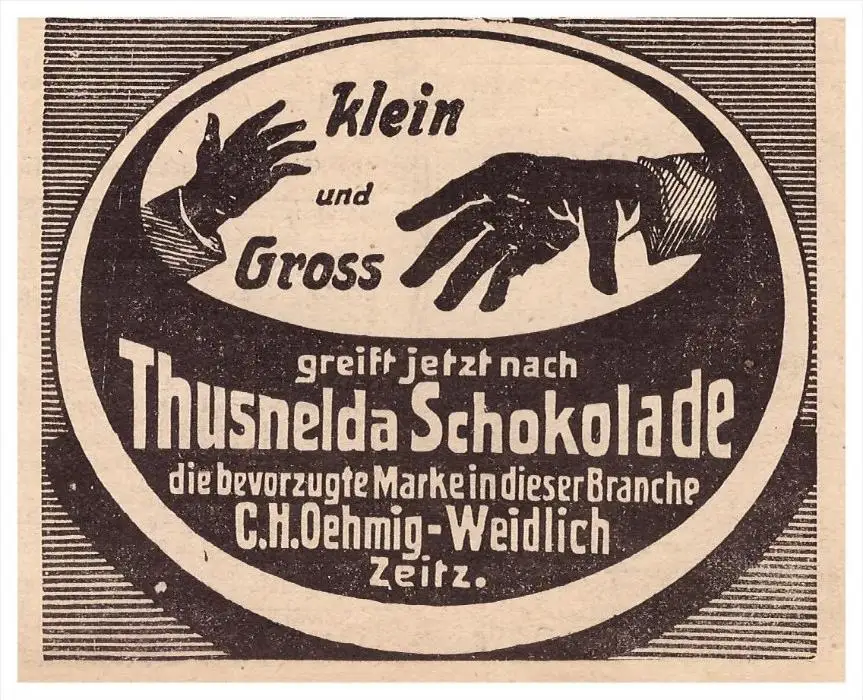 klein
und
Gross
greift jetzt nach
Thusnelda Schokolade
die bevorzugte Marke in dieser Branche
C.H. Oehmig-Weidlich
Zeitz.